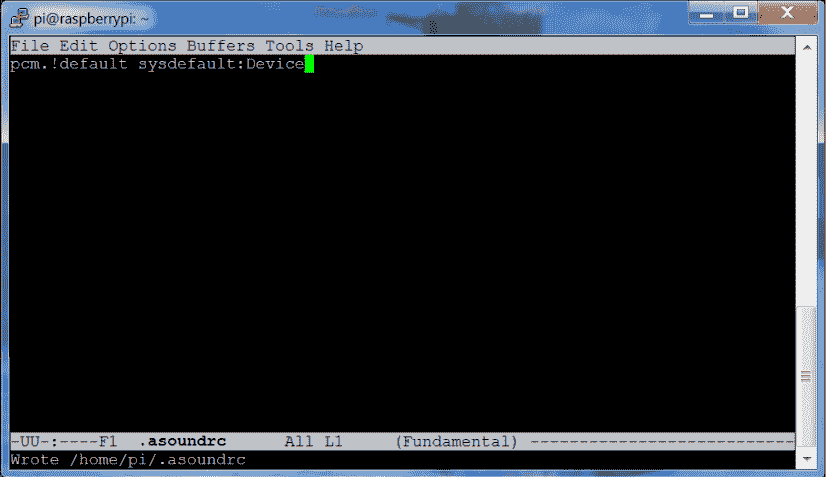 pi@raspberrypi: ~
File Edit Options Buffers Tools Help
pcm.!default sysdefault:Device
-UU-:----F1  .asoundrc      All L1     (Fundamental) ---------------------------
Wrote /home/pi/.asoundrc